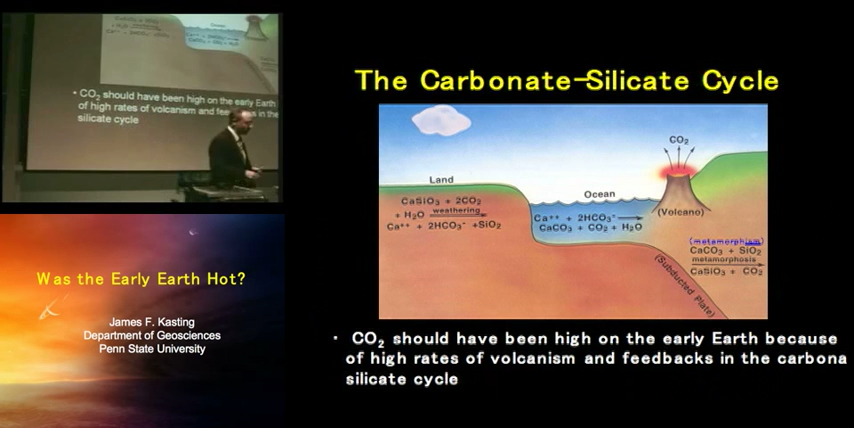 CO₂ should have been high on the early Earth
of high rates of volcanism and fee s in the
silicate cycle
Was the Early Earth Hot?
James F. Kasting
Department of Geosciences
Penn State University
The Carbonate-Silicate Cycle
CO₂
Land
Ocean
(Volcano)
CaSiO₃ + 2CO₂
+ H₂O weathering
Ca⁺⁺ + 2HCO₃⁻ + SiO₂
Ca⁺⁺ + 2HCO₃⁻
CaCO₃ + CO₂ + H₂O
(metamorphism)
CaCO₃ + SiO₂
metamorphosis
CaSiO₃ + CO₂
(Subducted Plate)
· CO₂ should have been high on the early Earth because
of high rates of volcanism and feedbacks in the carbona
silicate cycle